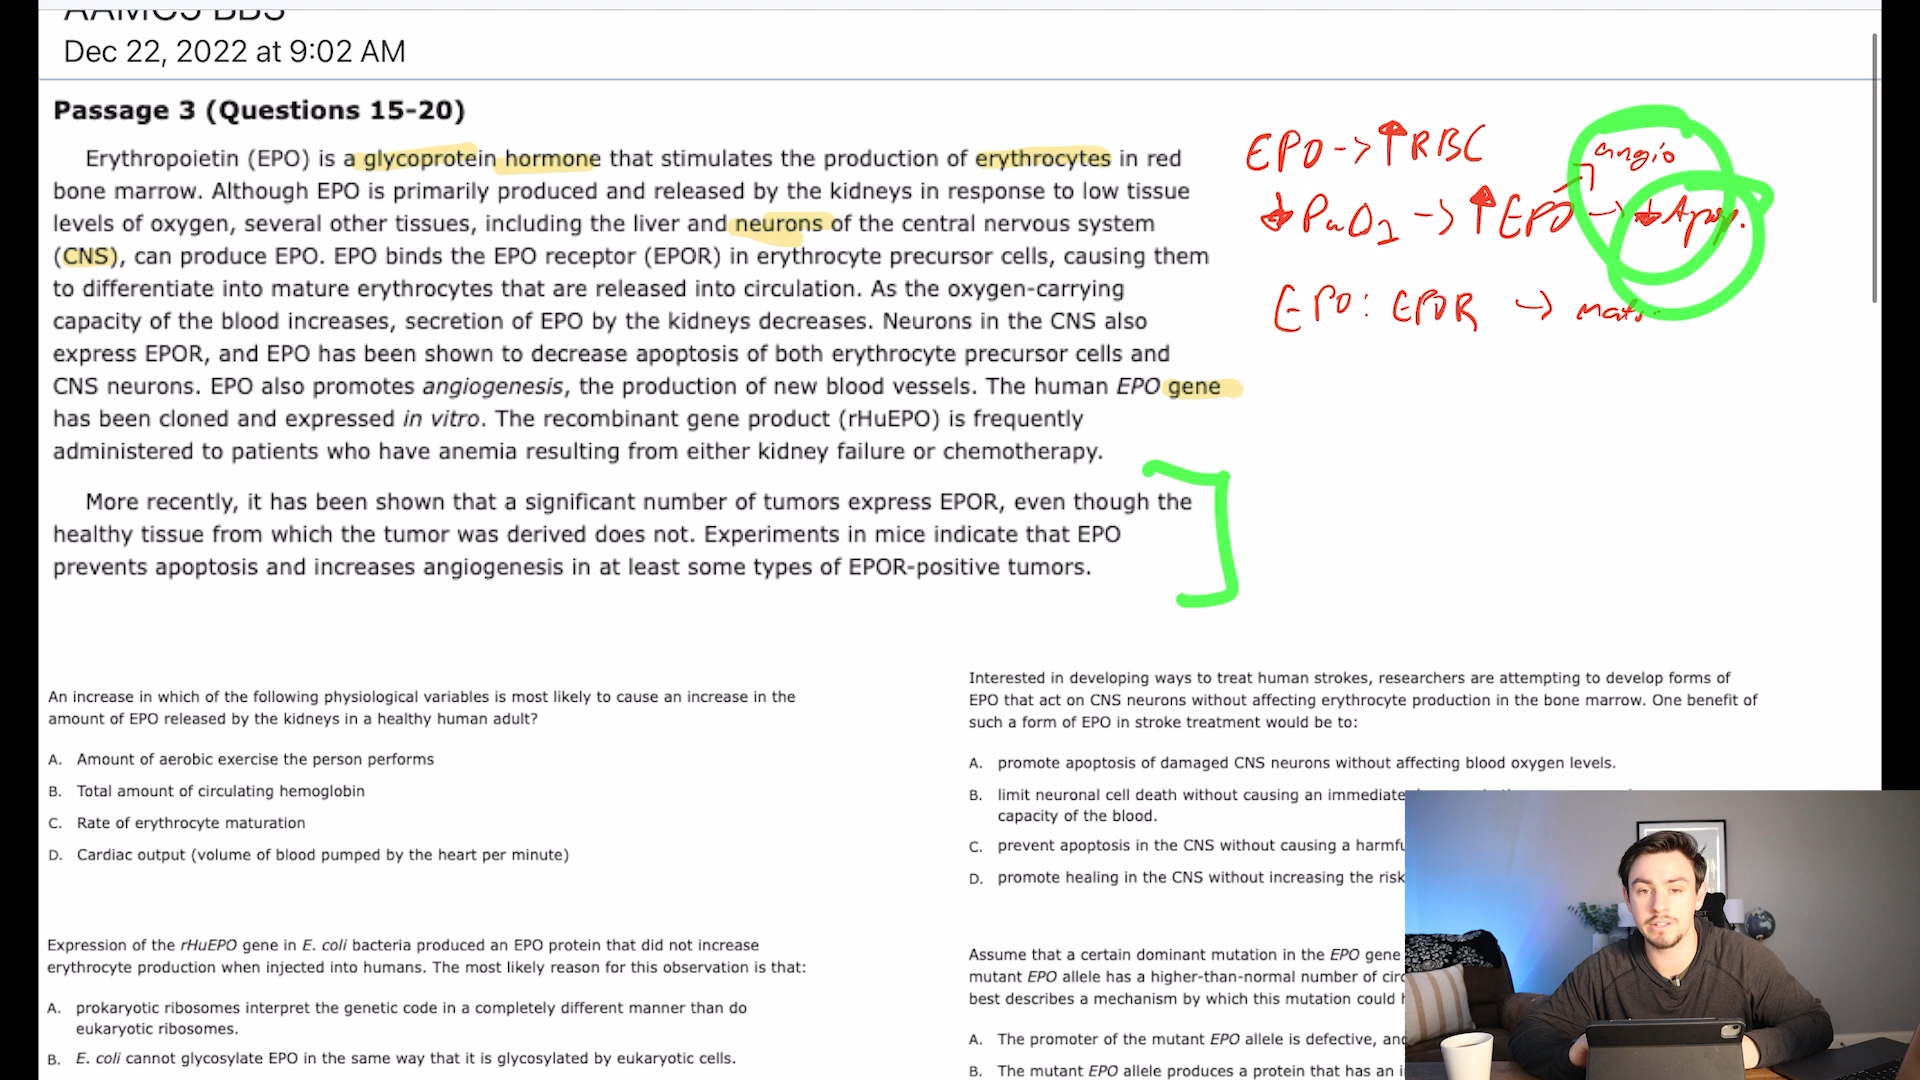 AAMC5 BBS
Dec 22, 2022 at 9:02 AM
Passage 3 (Questions 15-20)
Erythropoietin (EPO) is a glycoprotein hormone that stimulates the production of erythrocytes in red
bone marrow. Although EPO is primarily produced and released by the kidneys in response to low tissue
levels of oxygen, several other tissues, including the liver and neurons of the central nervous system
(CNS), can produce EPO. EPO binds the EPO receptor (EPOR) in erythrocyte precursor cells, causing them
to differentiate into mature erythrocytes that are released into circulation. As the oxygen-carrying
capacity of the blood increases, secretion of EPO by the kidneys decreases. Neurons in the CNS also
express EPOR, and EPO has been shown to decrease apoptosis of both erythrocyte precursor cells and
CNS neurons. EPO also promotes angiogenesis, the production of new blood vessels. The human EPO gene
has been cloned and expressed in vitro. The recombinant gene product (rHuEPO) is frequently
administered to patients who have anemia resulting from either kidney failure or chemotherapy.
More recently, it has been shown that a significant number of tumors express EPOR, even though the
healthy tissue from which the tumor was derived does not. Experiments in mice indicate that EPO
prevents apoptosis and increases angiogenesis in at least some types of EPOR-positive tumors.
EPO -> ↑RBC
angio
↓PaO2 -> ↑EPO -> ↓Apop.
EPO: EPOR -> mat.
An increase in which of the following physiological variables is most likely to cause an increase in the
amount of EPO released by the kidneys in a healthy human adult?
A. Amount of aerobic exercise the person performs
B. Total amount of circulating hemoglobin
C. Rate of erythrocyte maturation
D. Cardiac output (volume of blood pumped by the heart per minute)
Expression of the rHuEPO gene in E. coli bacteria produced an EPO protein that did not increase
erythrocyte production when injected into humans. The most likely reason for this observation is that:
A. prokaryotic ribosomes interpret the genetic code in a completely different manner than do
eukaryotic ribosomes.
B. E. coli cannot glycosylate EPO in the same way that it is glycosylated by eukaryotic cells.
Interested in developing ways to treat human strokes, researchers are attempting to develop forms of
EPO that act on CNS neurons without affecting erythrocyte production in the bone marrow. One benefit of
such a form of EPO in stroke treatment would be to:
A. promote apoptosis of damaged CNS neurons without affecting blood oxygen levels.
B. limit neuronal cell death without causing an immediate
capacity of the blood.
C. prevent apoptosis in the CNS without causing a
D. promote healing in the CNS without increasing the risk
Assume that a certain dominant mutation in the EPO gene
mutant EPO allele has a higher-than-normal number of
best describes a mechanism by which this mutation could
A. The promoter of the mutant EPO allele is defective,
B. The mutant EPO allele produces a protein that has an